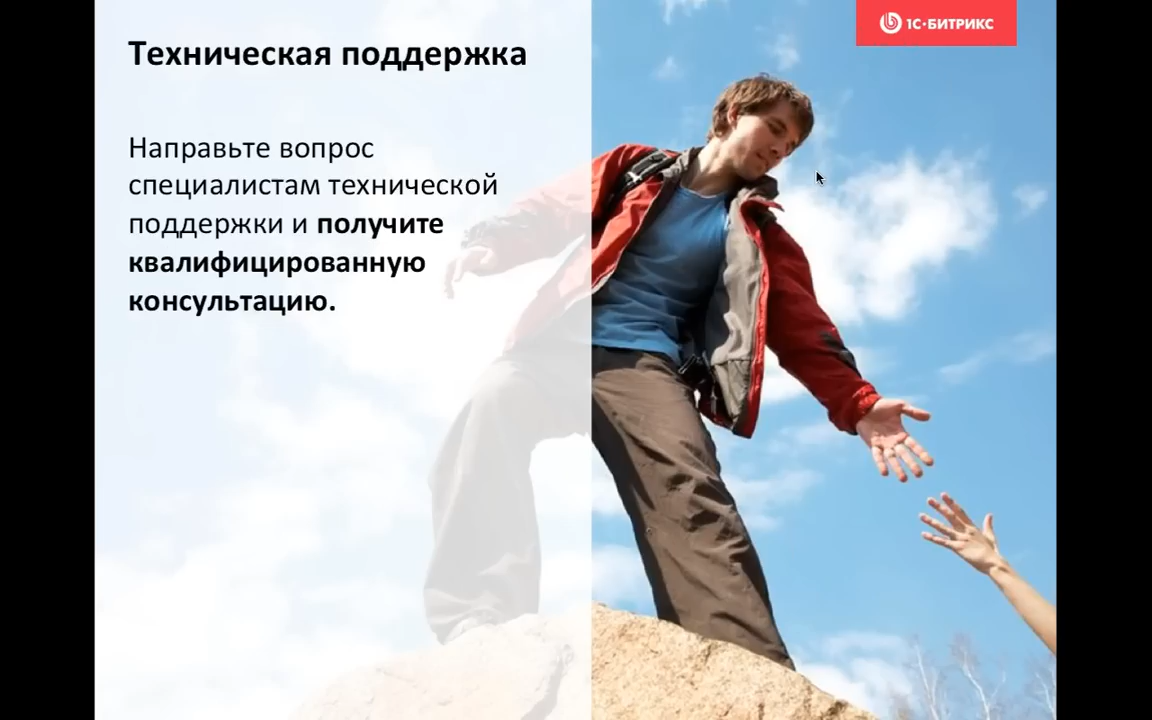 1С-БИТРИКС
Техническая поддержка
Направьте вопрос
специалистам технической
поддержки и получите
квалифицированную
консультацию.